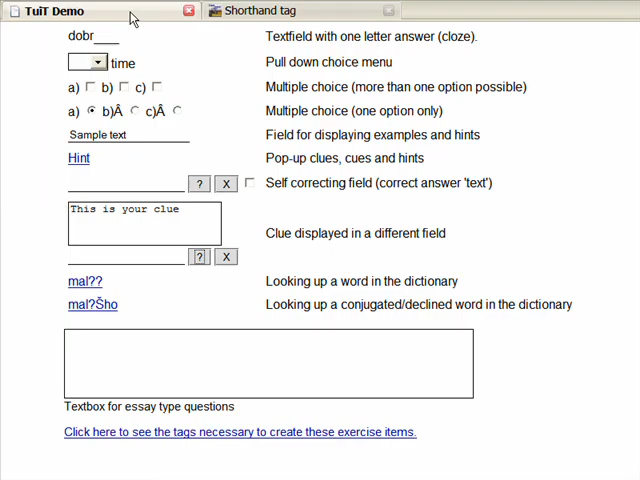 TuiT Demo
Shorthand tag
dobr____ Textfield with one letter answer (cloze).
time Pull down choice menu
a) b) c) Multiple choice (more than one option possible)
a) b)Â c)Â Multiple choice (one option only)
Sample text Field for displaying examples and hints
Hint Pop-up clues, cues and hints
? X Self correcting field (correct answer 'text')
This is your clue
Clue displayed in a different field
? X
mal?? Looking up a word in the dictionary
mal?Šho Looking up a conjugated/declined word in the dictionary
Textbox for essay type questions
Click here to see the tags necessary to create these exercise items.